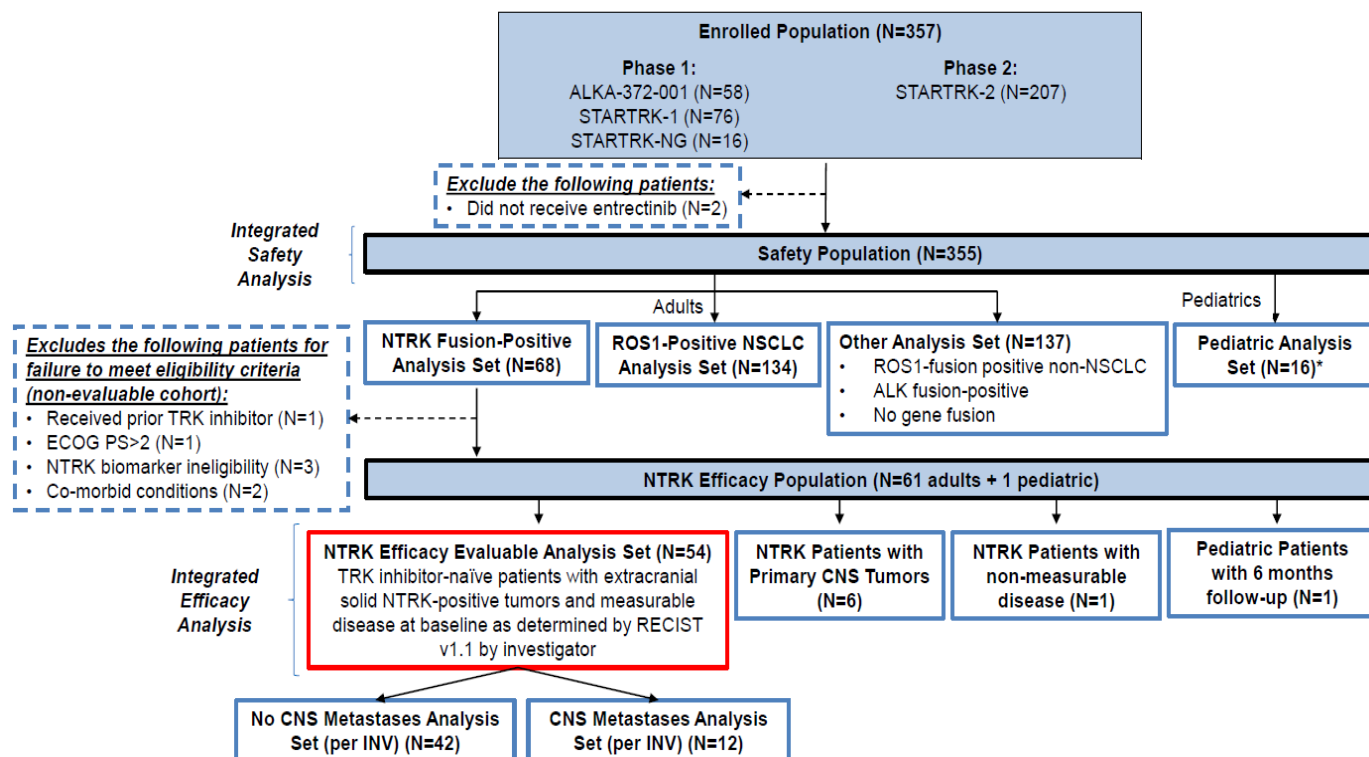 Enrolled Population (N=357)
Phase 1:
ALKA-372-001 (N=58)
STARTRK-1 (N=76)
STARTRK-NG (N=16)
Phase 2:
STARTRK-2 (N=207)
Exclude the following patients:
• Did not receive entrectinib (N=2)
Integrated
Safety
Analysis
Safety Population (N=355)
Adults
Pediatrics
NTRK Fusion-Positive
Analysis Set (N=68)
ROS1-Positive NSCLC
Analysis Set (N=134)
Other Analysis Set (N=137)
• ROS1-fusion positive non-NSCLC
• ALK fusion-positive
• No gene fusion
Pediatric Analysis
Set (N=16)*
Excludes the following patients for
failure to meet eligibility criteria
(non-evaluable cohort):
• Received prior TRK inhibitor (N=1)
• ECOG PS>2 (N=1)
• NTRK biomarker ineligibility (N=3)
• Co-morbid conditions (N=2)
NTRK Efficacy Population (N=61 adults + 1 pediatric)
Integrated
Efficacy
Analysis
NTRK Efficacy Evaluable Analysis Set (N=54)
TRK inhibitor-naïve patients with extracranial
solid NTRK-positive tumors and measurable
disease at baseline as determined by RECIST
v1.1 by investigator
NTRK Patients with
Primary CNS Tumors
(N=6)
NTRK Patients with
non-measurable
disease (N=1)
Pediatric Patients
with 6 months
follow-up (N=1)
No CNS Metastases Analysis
Set (per INV) (N=42)
CNS Metastases Analysis
Set (per INV) (N=12)